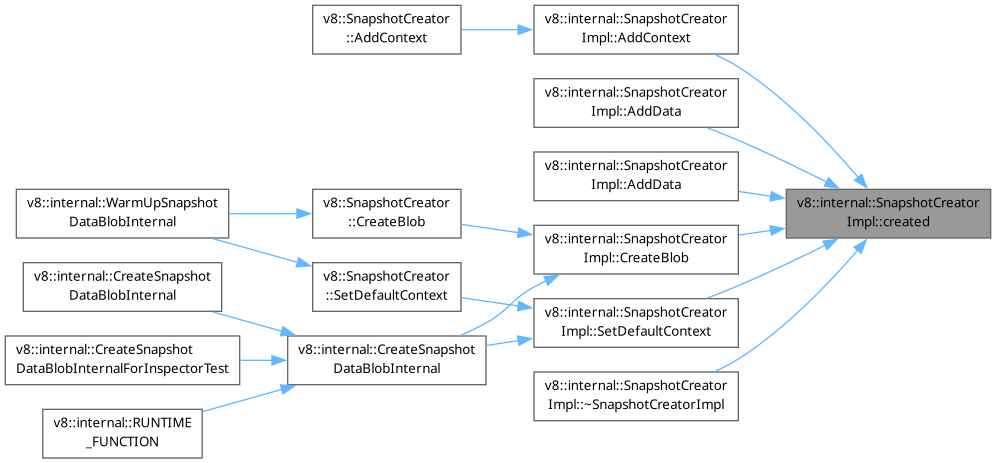 v8::SnapshotCreator
::AddContext
v8::internal::SnapshotCreator
Impl::AddContext
v8::internal::SnapshotCreator
Impl::AddData
v8::internal::SnapshotCreator
Impl::AddData
v8::internal::WarmUpSnapshot
DataBlobInternal
v8::SnapshotCreator
::CreateBlob
v8::internal::SnapshotCreator
Impl::created
v8::internal::SnapshotCreator
Impl::CreateBlob
v8::internal::CreateSnapshot
DataBlobInternal
v8::SnapshotCreator
::SetDefaultContext
v8::internal::SnapshotCreator
Impl::SetDefaultContext
v8::internal::CreateSnapshot
DataBlobInternalForInspectorTest
v8::internal::CreateSnapshot
DataBlobInternal
v8::internal::SnapshotCreator
Impl::~SnapshotCreatorImpl
v8::internal::RUNTIME
_FUNCTION